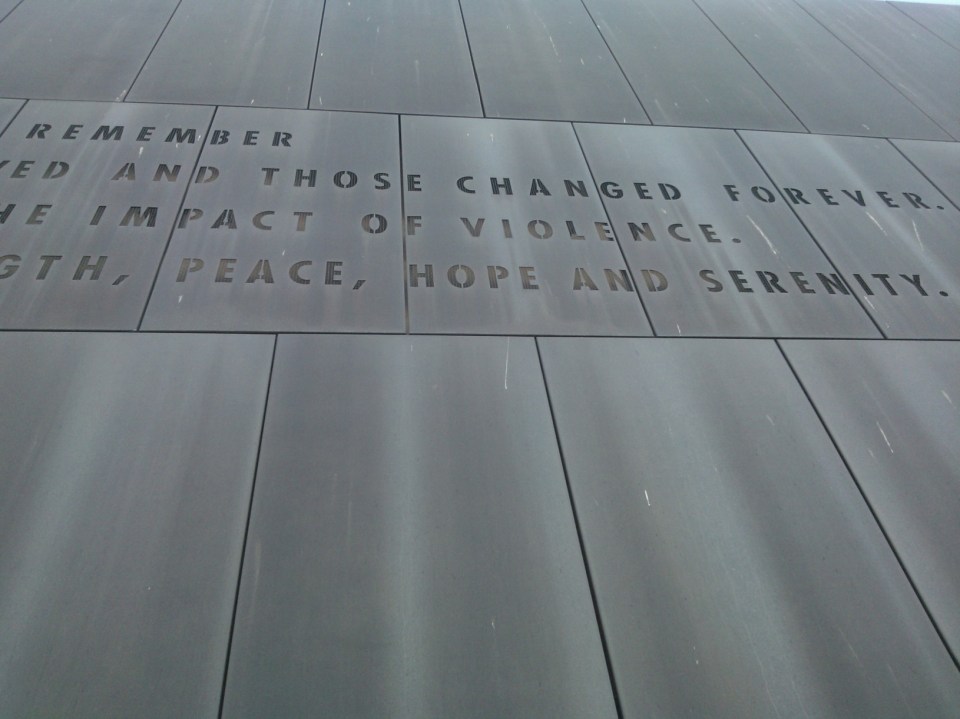 REMEMBER
AND THOSE CHANGED FOREVER.
IMPACT OF VIOLENCE.
PEACE, HOPE AND SERENITY.